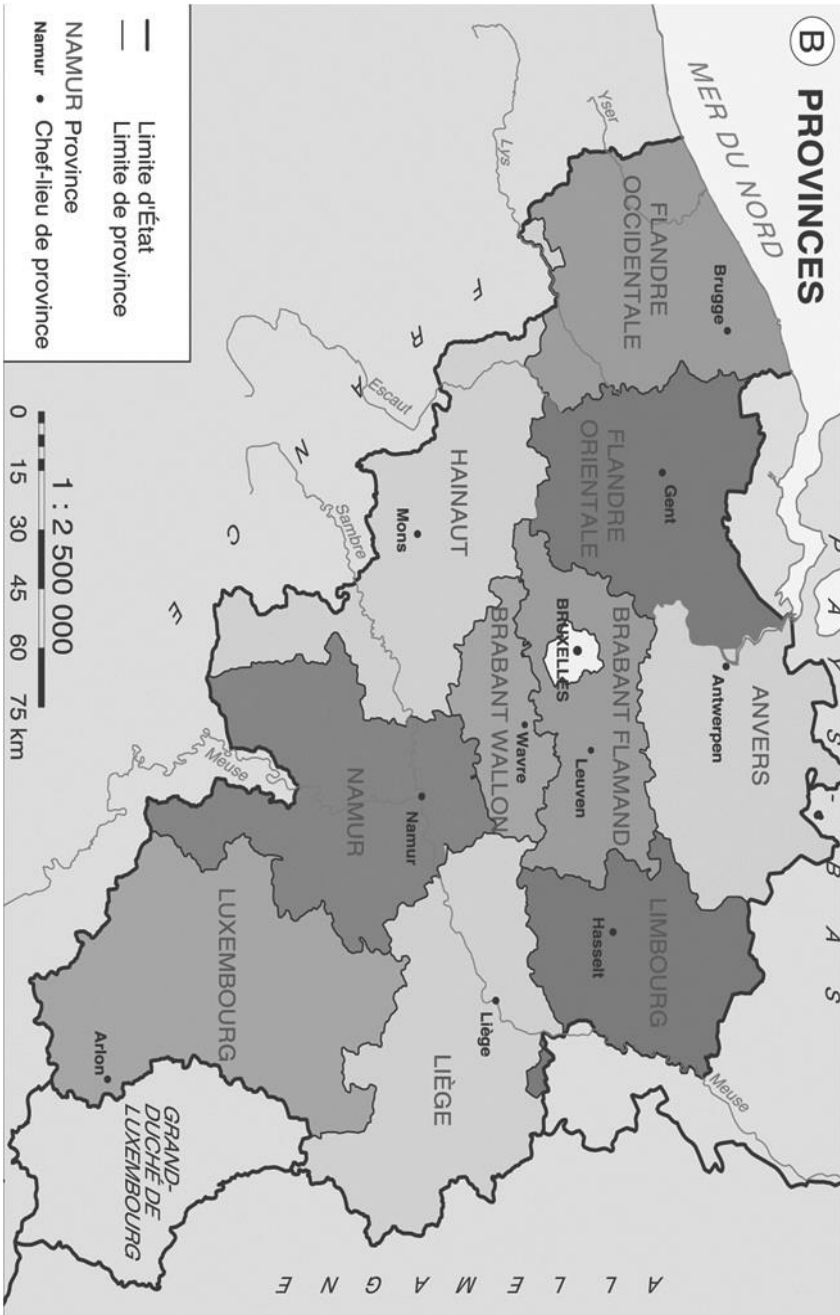 B PROVINCES
MER DU NORD
PAYS-BAS
Yser
Lys
FLANDRE
OCCIDENTALE
Brugge
FLANDRE
ORIENTALE
Gent
ANVERS
Antwerpen
LIMBOURG
Hasselt
Meuse
BRABANT FLAMAND
BRUXELLES
Leuven
BRABANT WALLON
Wavre
HAINAUT
Mons
Escaut
Sambre
FRANCE
NAMUR
Namur
Meuse
LIÈGE
Liège
LUXEMBOURG
Arlon
GRAND-
DUCHÉ DE
LUXEMBOURG
ALLEMAGNE
Limite d'État
Limite de province
NAMUR Province
Namur • Chef-lieu de province
1 : 2 500 000
0 15 30 45 60 75 km